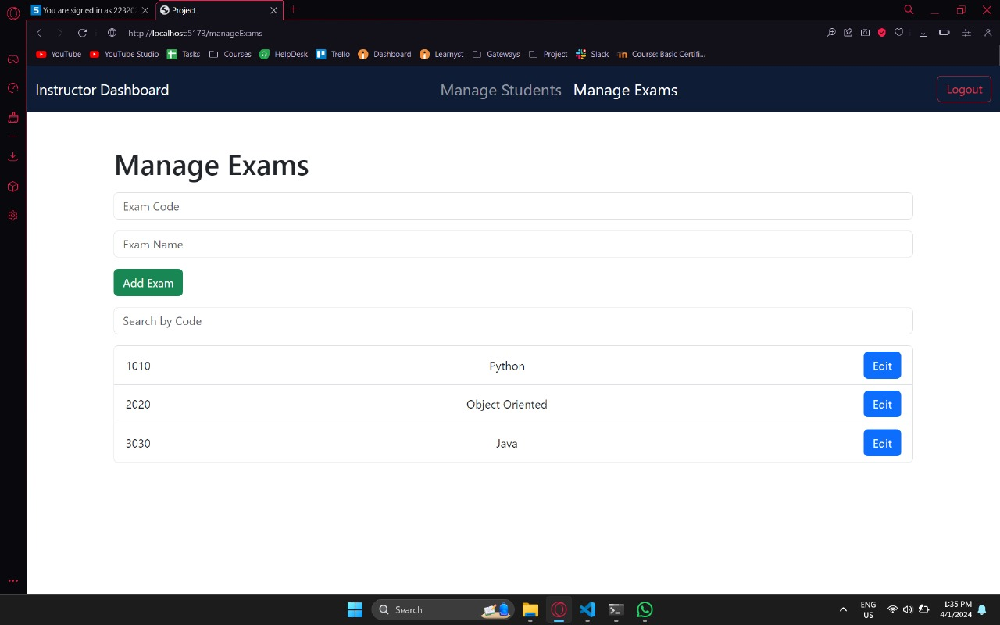 You are signed in as 22320
Project
http://localhost:5173/manageExams
YouTube YouTube Studio Tasks Courses HelpDesk Trello Dashboard Learnyst Gateways Project Slack Course: Basic Certifi...
Instructor Dashboard Manage Students Manage Exams Logout
Manage Exams
Exam Code
Exam Name
Add Exam
Search by Code
1010 Python Edit
2020 Object Oriented Edit
3030 Java Edit
Search
ENG
US
1:35 PM
4/1/2024